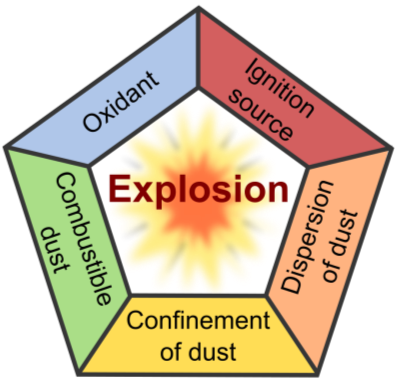 Oxidant
Ignition
source
Explosion
Combustible
dust
Dispersion
of dust
Confinement
of dust